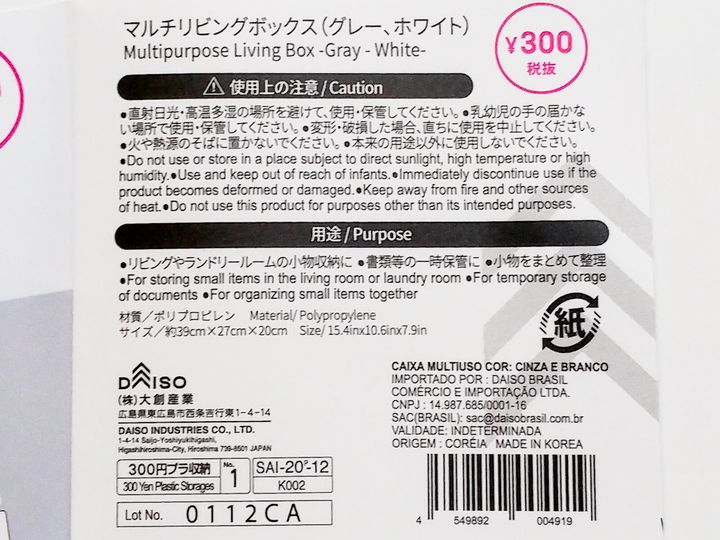 マルチリビングボックス（グレー、ホワイト）
Multipurpose Living Box -Gray - White-
¥300
税抜
⚠ 使用上の注意 / Caution
●直射日光・高温多湿の場所を避けて、使用・保管してください。●乳幼児の手の届かな
い場所で使用・保管してください。●変形・破損した場合、直ちに使用を中止してください。
●火や熱源のそばに置かないでください。●本来の用途以外に使用しないでください。
●Do not use or store in a place subject to direct sunlight, high temperature or high
humidity.●Use and keep out of reach of infants.●Immediately discontinue use if the
product becomes deformed or damaged.●Keep away from fire and other sources
of heat.●Do not use this product for purposes other than its intended purposes.
用途 / Purpose
●リビングやランドリールームの小物収納に ●書類等の一時保管に ●小物をまとめて整理
●For storing small items in the living room or laundry room ●For temporary storage
of documents ●For organizing small items together
材質／ポリプロピレン Material/ Polypropylene
サイズ／約39cm×27cm×20cm Size/ 15.4in×10.6in×7.9in
紙
DAISO
（株）大創産業
広島県東広島市西条吉行東1-4-14
DAISO INDUSTRIES CO., LTD.
1-4-14 Saijo-Yoshiyukihigashi,
Higashihiroshima-City, Hiroshima 739-8501 JAPAN
CAIXA MULTIUSO COR: CINZA E BRANCO
IMPORTADO POR : DAISO BRASIL
COMÉRCIO E IMPORTAÇÃO LTDA.
CNPJ : 14.987.685/0001-16
SAC(BRASIL): sac@daisobrasil.com.br
VALIDADE: INDETERMINADA
ORIGEM : CORÉIA MADE IN KOREA
300円プラ収納 No. 1 SAI-20⁹-12
300 Yen Plastic Storages K002
Lot No. 0112CA
4 549892 004919